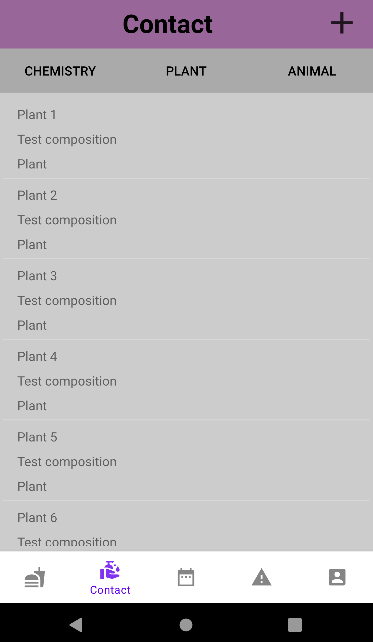 Contact
CHEMISTRY PLANT ANIMAL
Plant 1
Test composition
Plant
Plant 2
Test composition
Plant
Plant 3
Test composition
Plant
Plant 4
Test composition
Plant
Plant 5
Test composition
Plant
Plant 6
Test composition
Contact